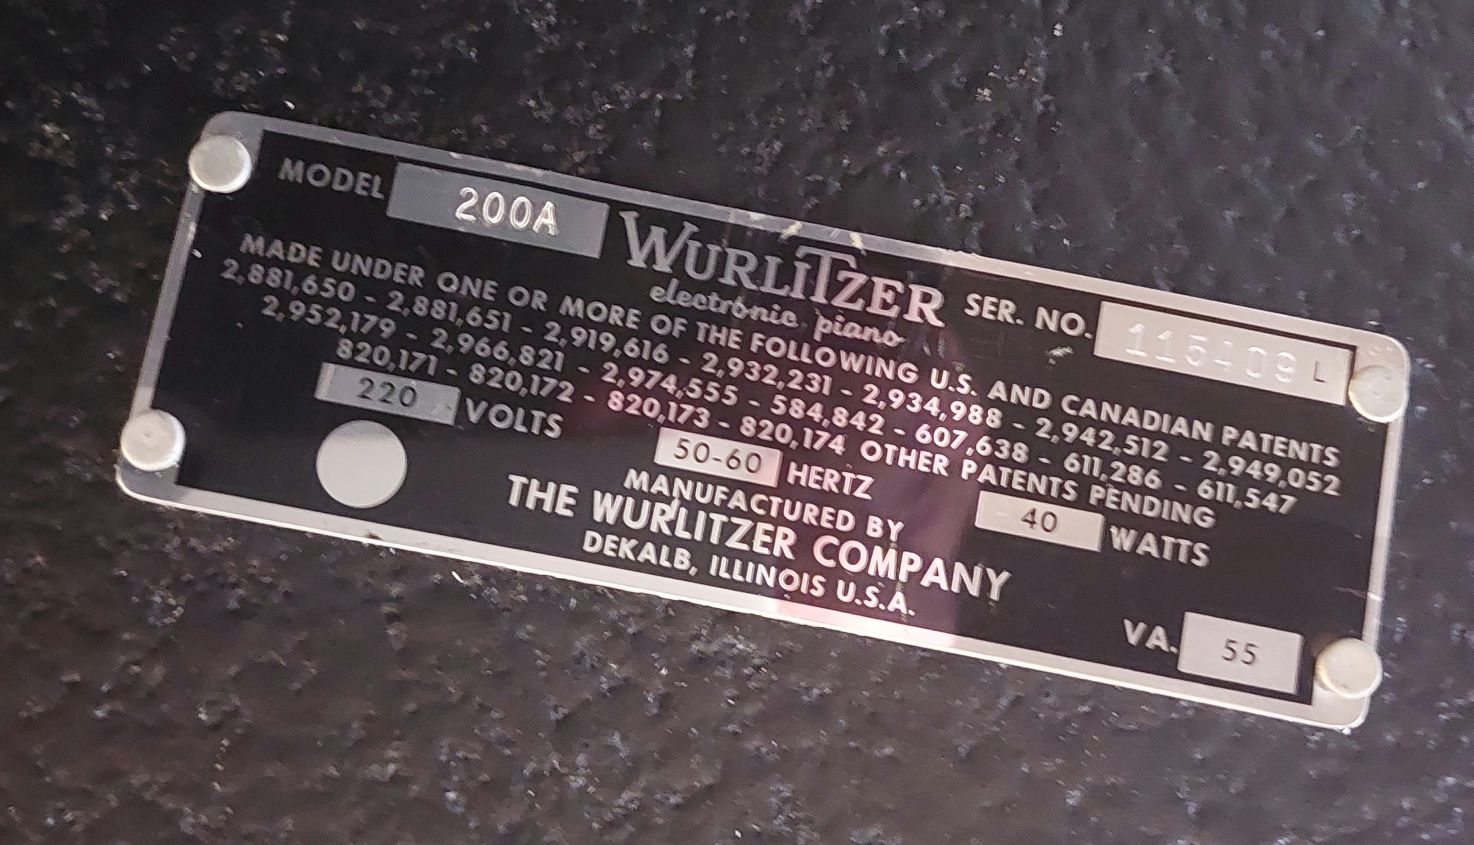 MODEL 200A WURLITZER SER. NO. 115409 L
electronic piano
MADE UNDER ONE OR MORE OF THE FOLLOWING U.S. AND CANADIAN PATENTS
2,881,650 - 2,881,651 - 2,919,616 - 2,932,231 - 2,934,988 - 2,942,512 - 2,949,052
2,952,179 - 2,966,821 - 2,974,555 - 584,842 - 607,638 - 611,286 - 611,547
820,171 - 820,172 - 820,173 - 820,174 OTHER PATENTS PENDING
220 VOLTS 50-60 HERTZ 40 WATTS
MANUFACTURED BY
THE WURLITZER COMPANY
DEKALB, ILLINOIS U.S.A.
VA. 55